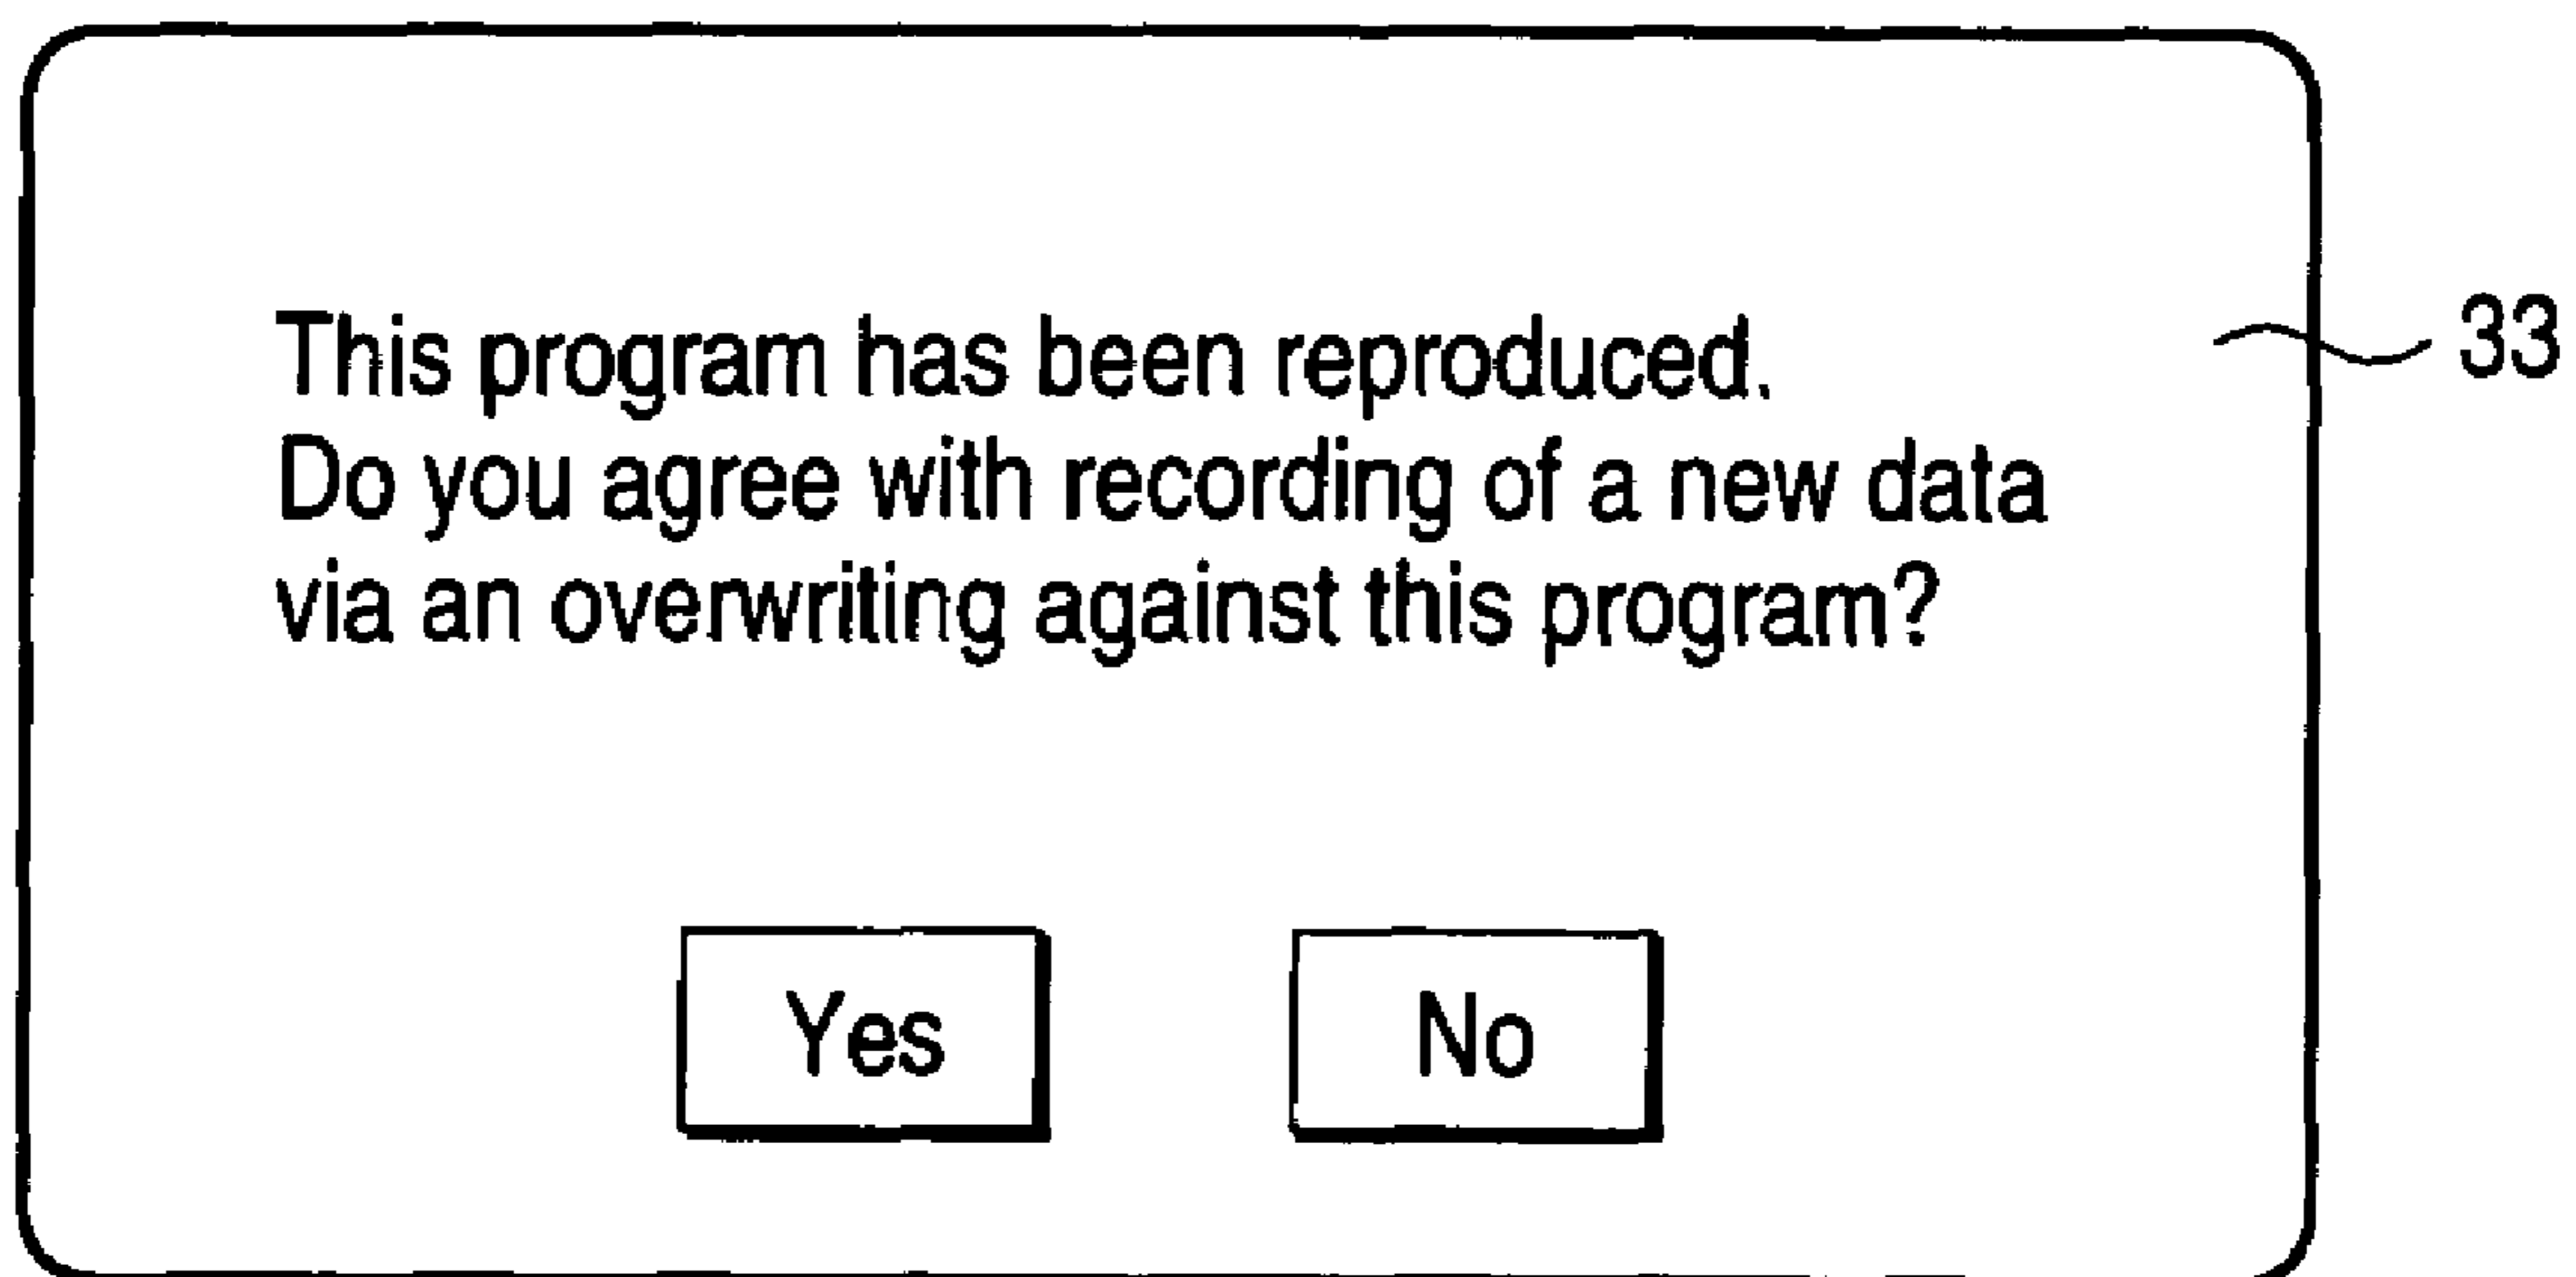 This program has been reproduced.
33
Do you agree with recording of a new data
via an overwriting against this program?
Yes
No